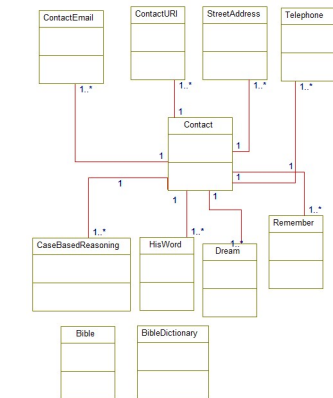 ContactEmail
ContactURI
StreetAddress
Telephone
1..*
1..*
1..*
1..*
1
Contact
1
1
1
1
1
1
1
1
1..*
1..*
1..*
1..*
CaseBasedReasoning
HisWord
Dream
Remember
Bible
BibleDictionary